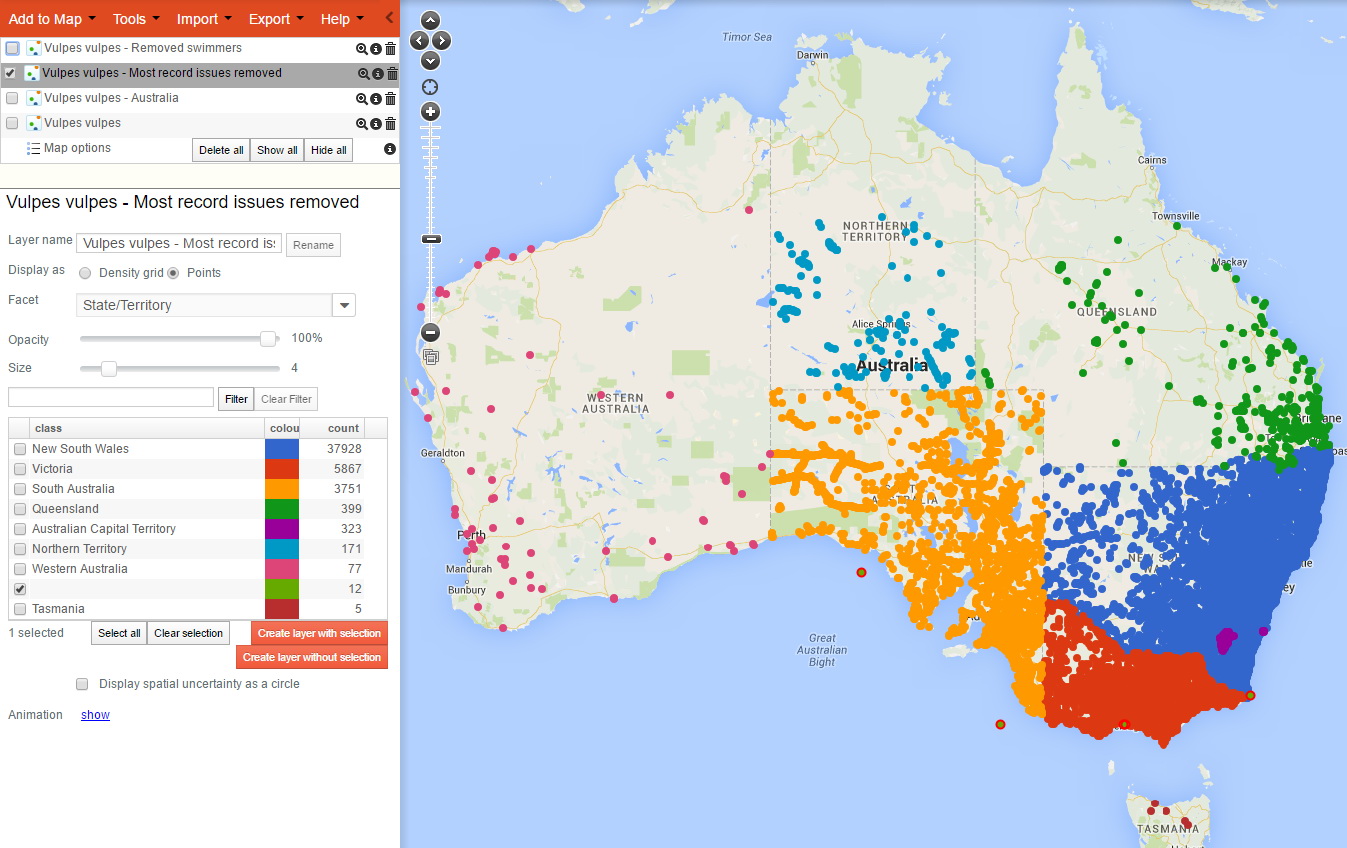 Add to Map Tools Import Export Help
Vulpes vulpes - Removed swimmers
Vulpes vulpes - Most record issues removed
Vulpes vulpes - Australia
Vulpes vulpes
Map options Delete all Show all Hide all
Vulpes vulpes - Most record issues removed
Layer name Vulpes vulpes - Most record is: Rename
Display as Density grid Points
Facet State/Territory
Opacity 100%
Size 4
Filter Clear Filter
class colou count
New South Wales 37928
Victoria 5867
South Australia 3751
Queensland 399
Australian Capital Territory 323
Northern Territory 171
Western Australia 77
12
Tasmania 5
1 selected Select all Clear selection Create layer with selection
Create layer without selection
Display spatial uncertainty as a circle
Animation show
Timor Sea
Darwin
Cairns
Townsville
NORTHERN
TERRITORY
Mackay
QUEENSLAND
Alice Springs
Australia
WESTERN
AUSTRALIA
Geraldton
Perth
Mandurah
Bunbury
Great
Australian
Bight
TASMANIA